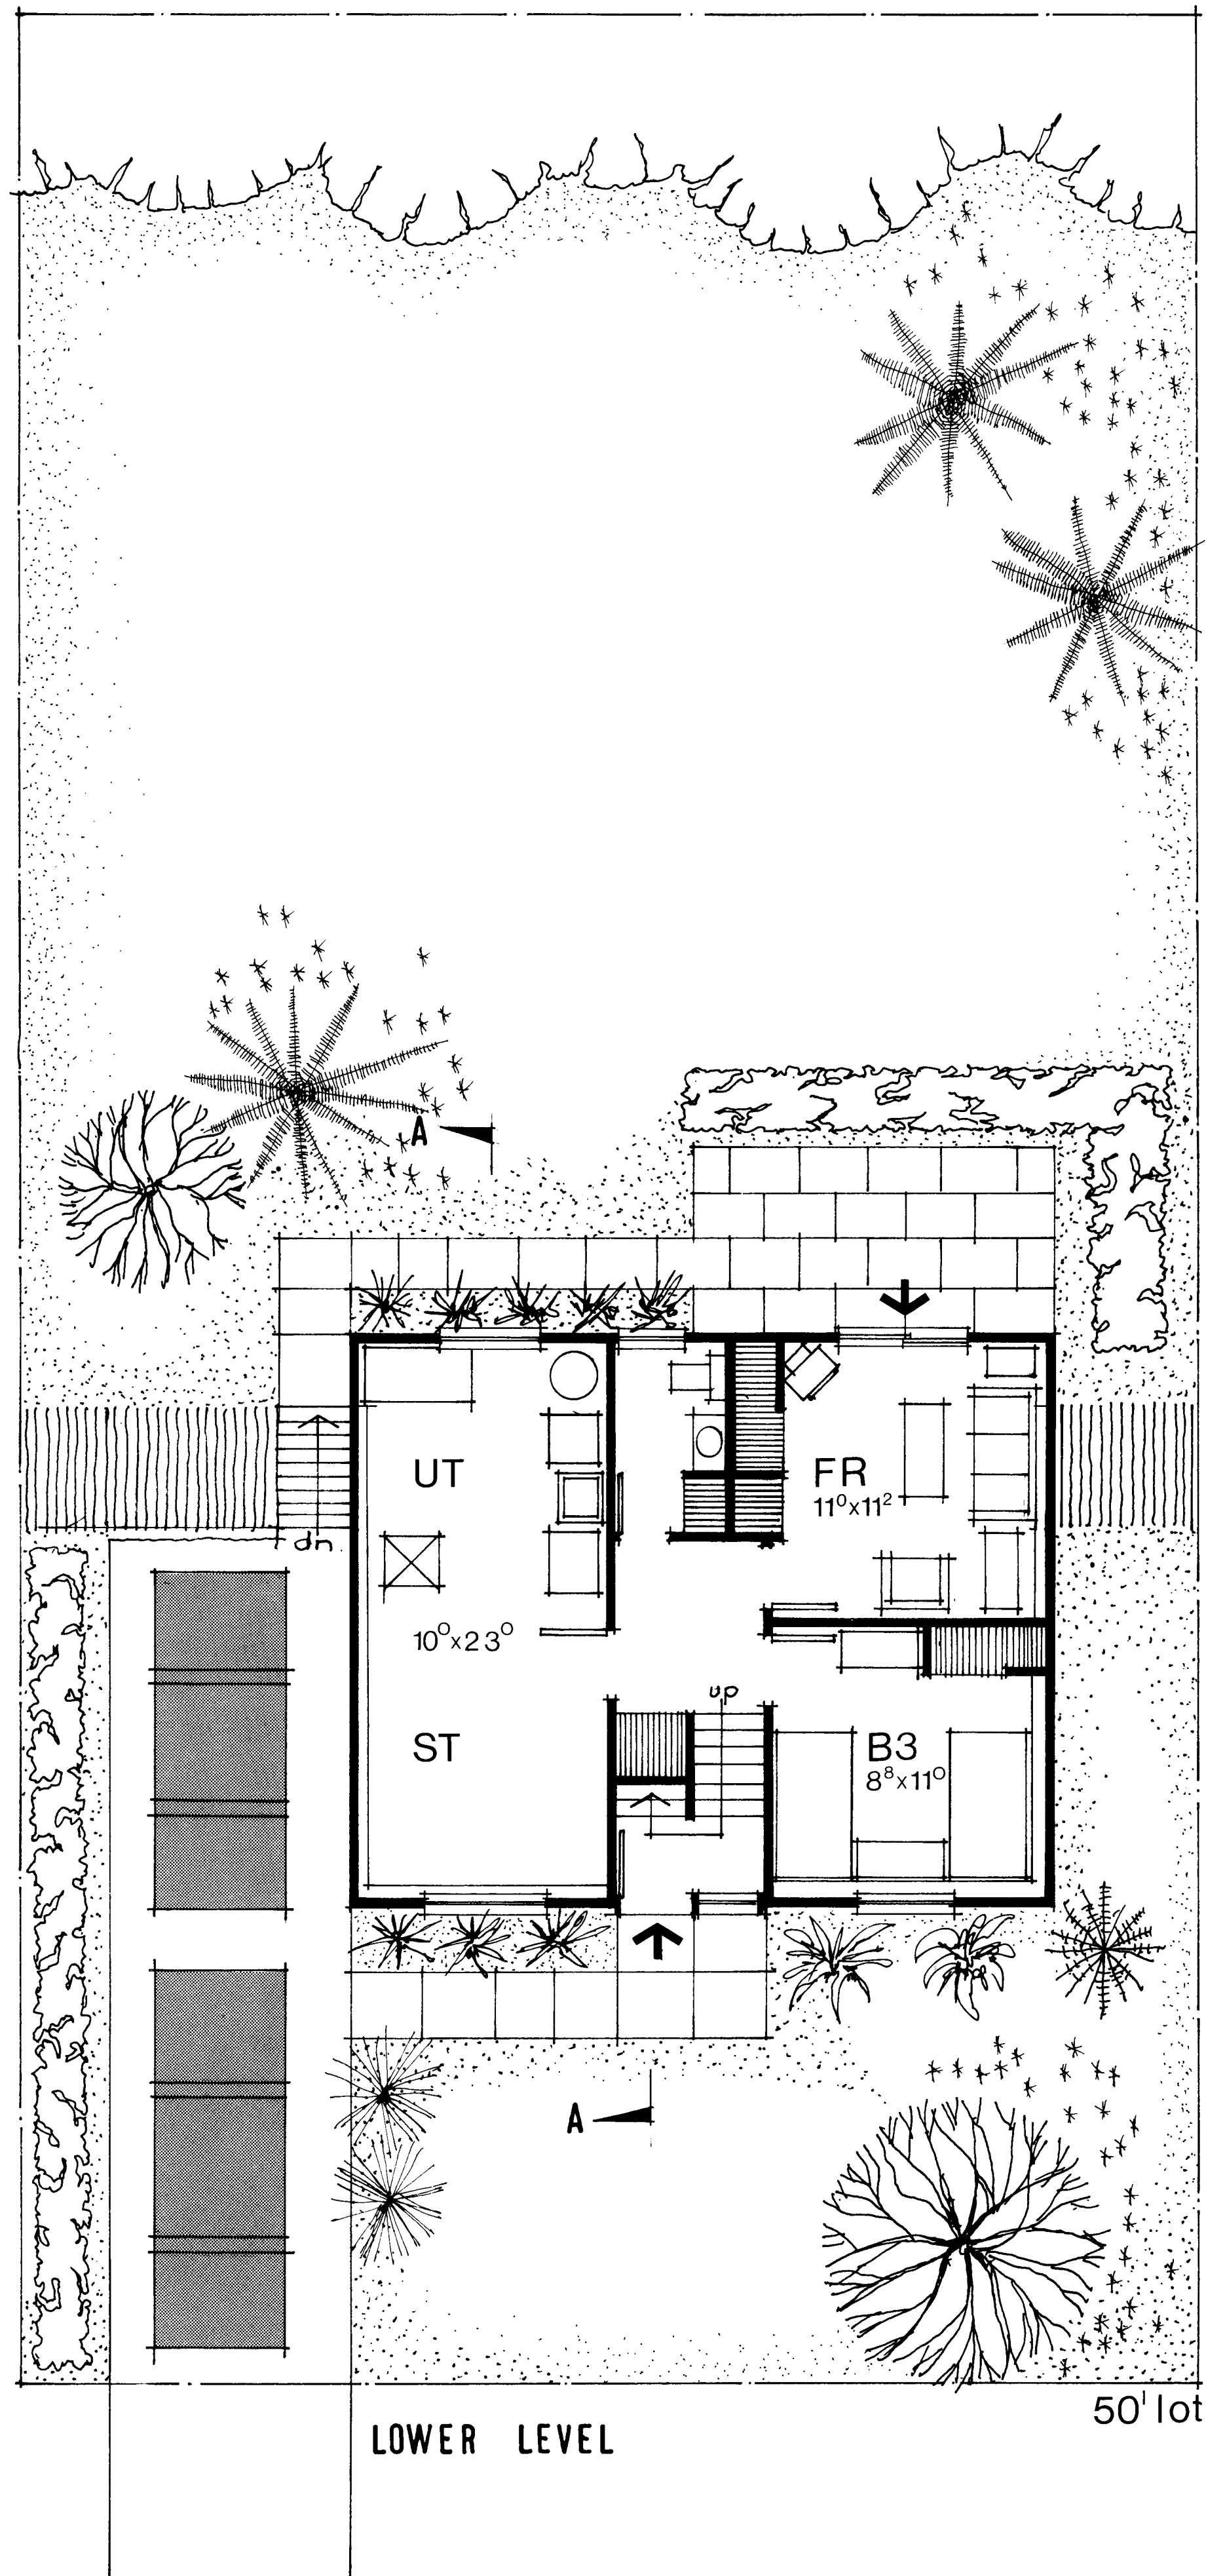 A
UT
FR
11⁰x11²
dn
10⁰x23⁰
up
ST
B3
8⁸x11⁰
A
50' lot
LOWER LEVEL